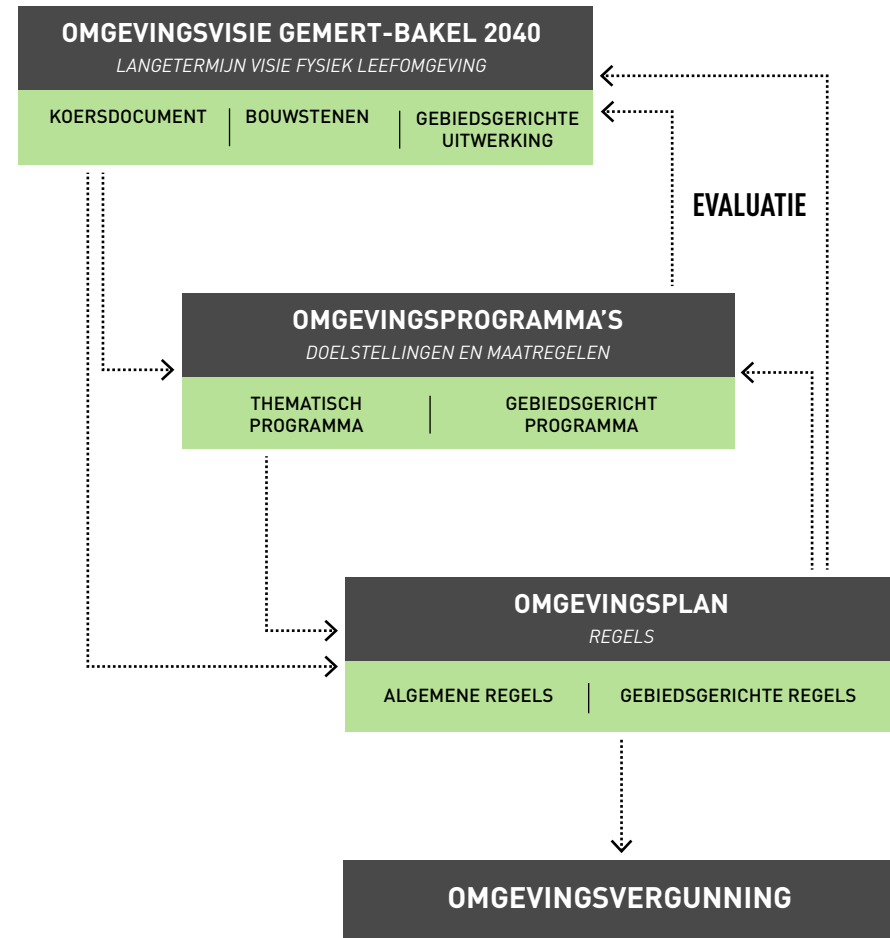 OMGEVINGSVISIE GEMERT-BAKEL 2040
LANGETERMIJN VISIE FYSIEK LEEFOMGEVING
KOERSDOCUMENT
BOUWSTENEN
GEBIEDSGERICHTE
UITWERKING
EVALUATIE
OMGEVINGSPROGRAMMA'S
DOELSTELLINGEN EN MAATREGELEN
THEMATISCH
PROGRAMMA
GEBIEDSGERICHT
PROGRAMMA
OMGEVINGSPLAN
REGELS
ALGEMENE REGELS
GEBIEDSGERICHTE REGELS
OMGEVINGSVERGUNNING